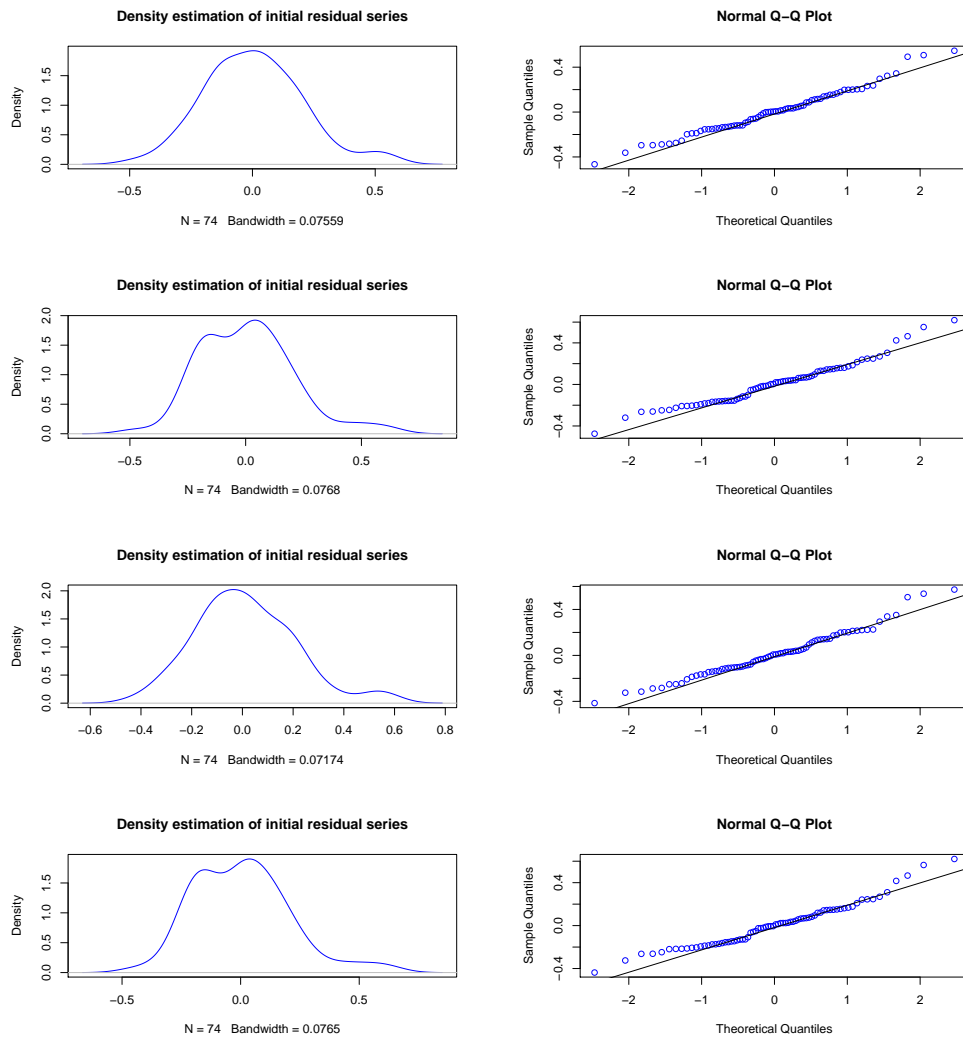 Density estimation of initial residual series
Density
0.0 0.5 1.0 1.5
−0.5 0.0 0.5
N = 74 Bandwidth = 0.07559
Normal Q−Q Plot
Sample Quantiles
−0.4 0.0 0.4
−2 −1 0 1 2
Theoretical Quantiles
Density estimation of initial residual series
Density
0.0 0.5 1.0 1.5 2.0
−0.5 0.0 0.5
N = 74 Bandwidth = 0.0768
Normal Q−Q Plot
Sample Quantiles
−0.4 0.0 0.4
−2 −1 0 1 2
Theoretical Quantiles
Density estimation of initial residual series
Density
0.0 0.5 1.0 1.5 2.0
−0.6 −0.4 −0.2 0.0 0.2 0.4 0.6 0.8
N = 74 Bandwidth = 0.07174
Normal Q−Q Plot
Sample Quantiles
−0.4 0.0 0.4
−2 −1 0 1 2
Theoretical Quantiles
Density estimation of initial residual series
Density
0.0 0.5 1.0 1.5
−0.5 0.0 0.5
N = 74 Bandwidth = 0.0765
Normal Q−Q Plot
Sample Quantiles
−0.4 0.0 0.4
−2 −1 0 1 2
Theoretical Quantiles